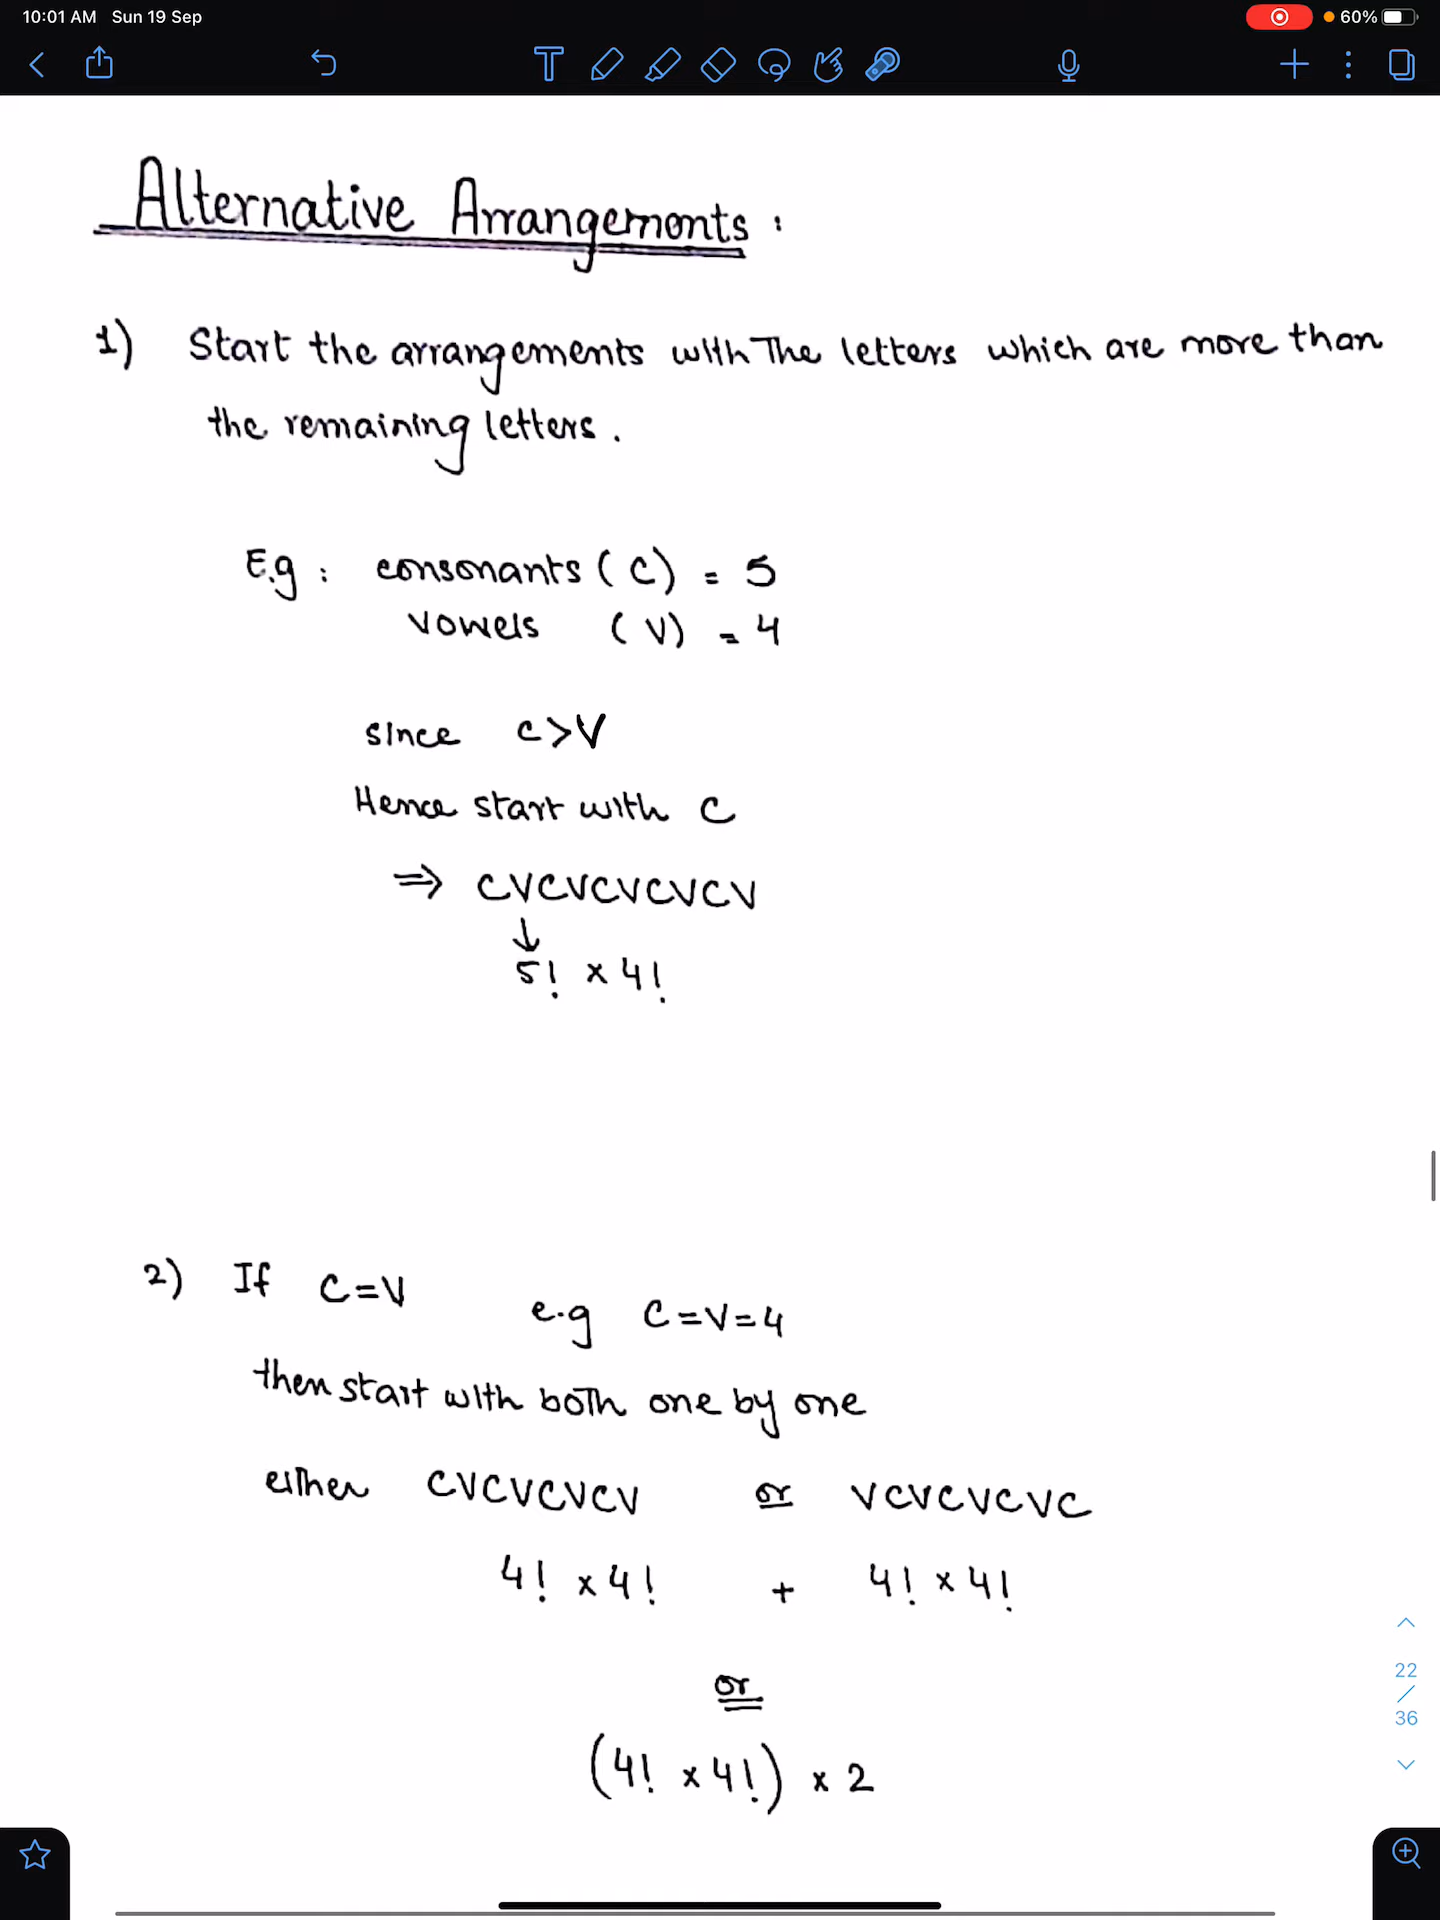 10:01 AM Sun 19 Sep
60%
Alternative Arrangements :
1) Start the arrangements with The letters which are more than
the remaining letters .
E.g : consonants ( C ) = 5
vowels ( V ) = 4
since C > V
Hence start with C
⇒ CVCVCVCVCV
↓
5! × 4!
2) If C = V e.g C = V = 4
then start with both one by one
either CVCVCVCV or VCVCVCVC
4! × 4! + 4! × 4!
or
(4! × 4!) × 2
22
/
36